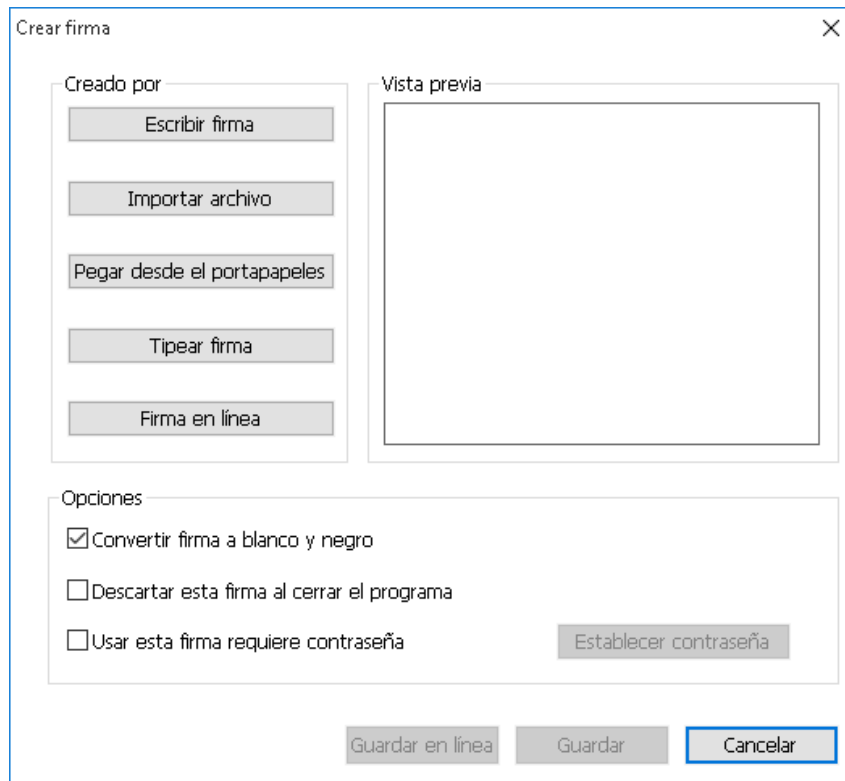 Crear firma
Creado por
Escribir firma
Importar archivo
Pegar desde el portapapeles
Tipear firma
Firma en línea
Vista previa
Opciones
Convertir firma a blanco y negro
Descartar esta firma al cerrar el programa
Usar esta firma requiere contraseña
Establecer contraseña
Guardar en línea
Guardar
Cancelar